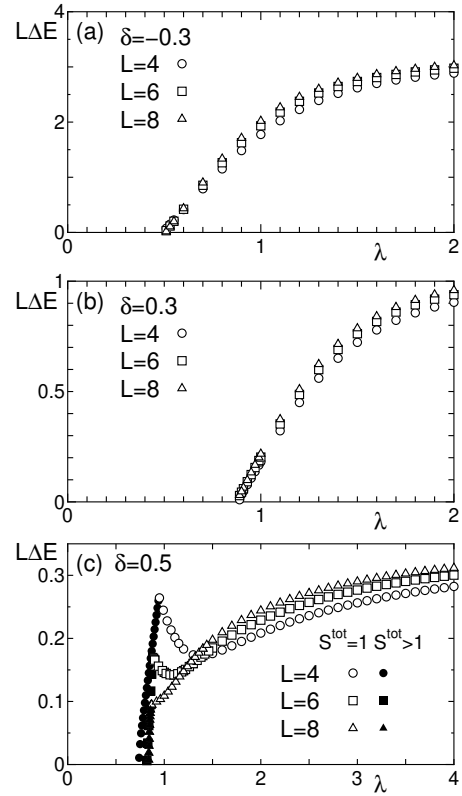 4
LΔE (a) δ=−0.3
L=4 ○
L=6 □
L=8 △
2
0
0 1 λ 2
1
LΔE (b) δ=0.3
L=4 ○
L=6 □
L=8 △
0.5
0
0 1 λ 2
LΔE (c) δ=0.5
0.3
0.2
S^tot=1 S^tot>1
L=4 ○ ●
0.1
L=6 □ ■
L=8 △ ▲
0
0 1 2 λ 3 4